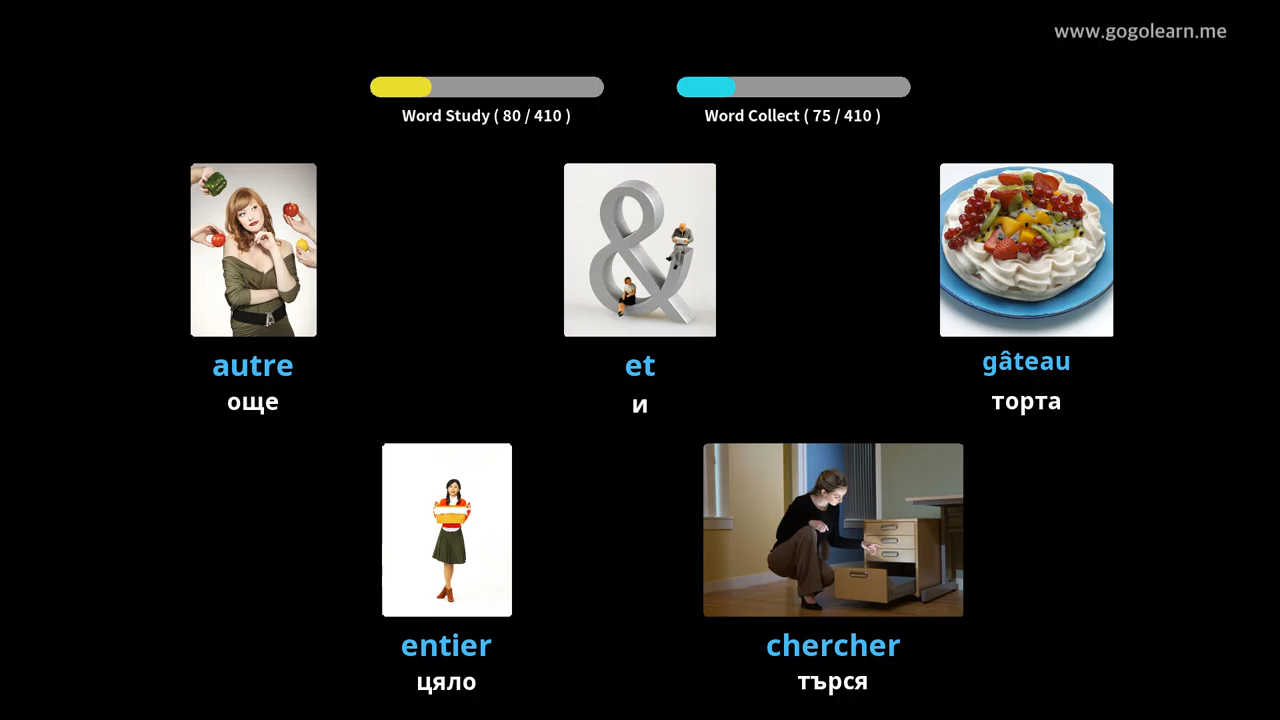 www.gogolearn.me
Word Study ( 80 / 410 )
Word Collect ( 75 / 410 )
autre
още
et
и
gâteau
торта
entier
цяло
chercher
търся